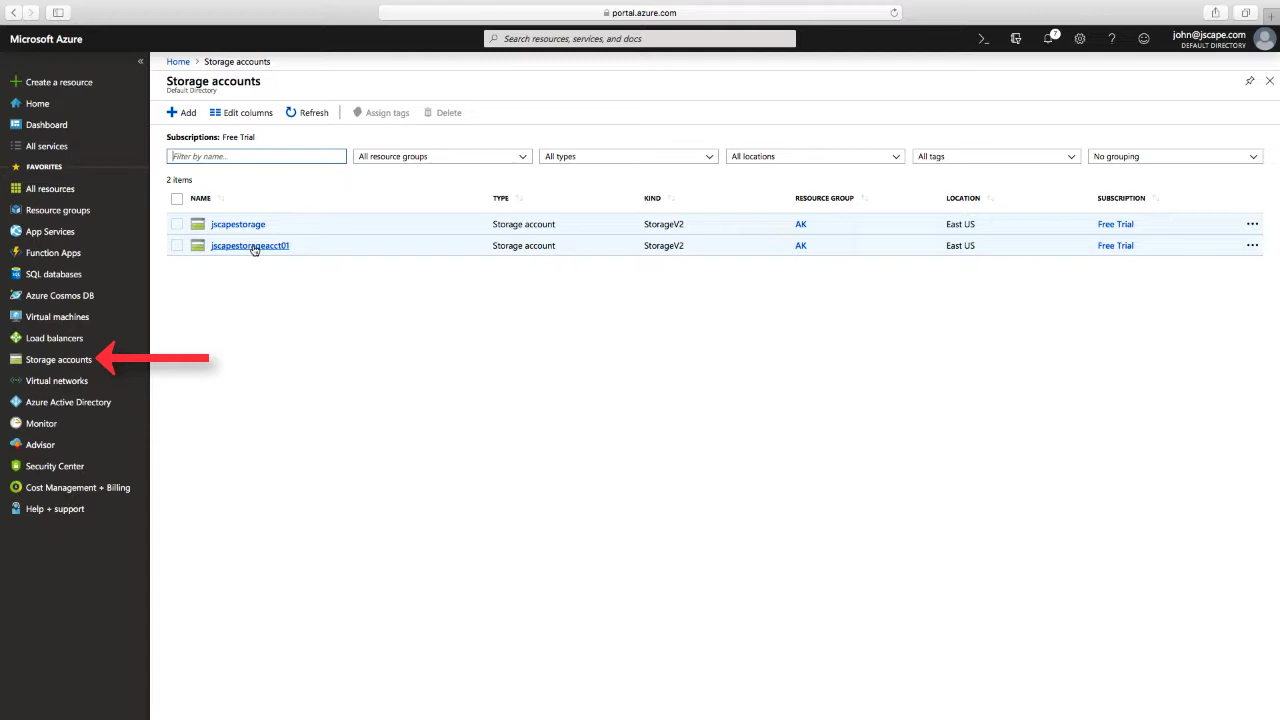 portal.azure.com
Microsoft Azure
Search resources, services, and docs
7
john@jscape.com
DEFAULT DIRECTORY
Create a resource
Home
Dashboard
All services
FAVORITES
All resources
Resource groups
App Services
Function Apps
SQL databases
Azure Cosmos DB
Virtual machines
Load balancers
Storage accounts
Virtual networks
Azure Active Directory
Monitor
Advisor
Security Center
Cost Management + Billing
Help + support
Home > Storage accounts
Storage accounts
Default Directory
Add Edit columns Refresh Assign tags Delete
Subscriptions: Free Trial
Filter by name... All resource groups All types All locations All tags No grouping
2 items
NAME TYPE KIND RESOURCE GROUP LOCATION SUBSCRIPTION
jscapestorage Storage account StorageV2 AK East US Free Trial
jscapestorageacct01 Storage account StorageV2 AK East US Free Trial